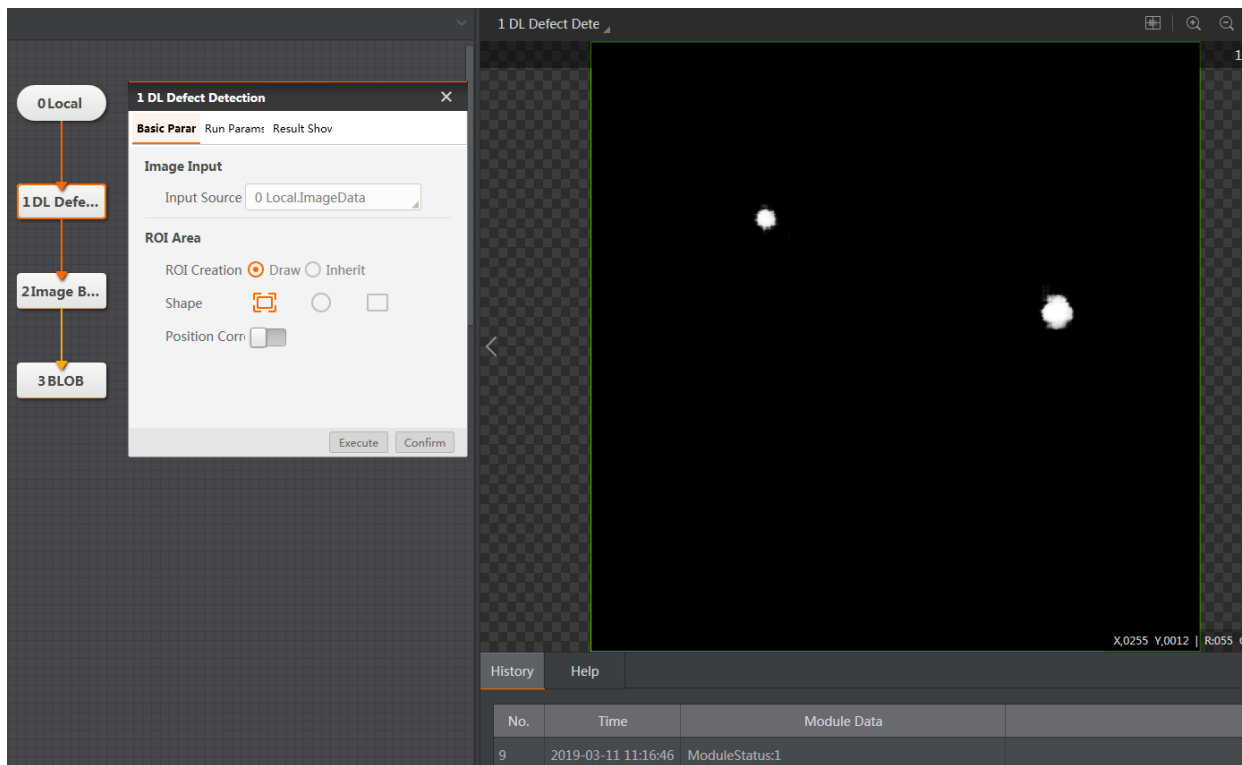 1 DL Defect Dete
1
0 Local
1 DL Defe...
2 Image B...
3 BLOB
1 DL Defect Detection
Basic Parar Run Params Result Shov
Image Input
Input Source 0 Local.ImageData
ROI Area
ROI Creation Draw Inherit
Shape
Position Corre
Execute Confirm
X,0255 Y,0012 | R:055
History Help
No. Time Module Data
9 2019-03-11 11:16:46 ModuleStatus:1